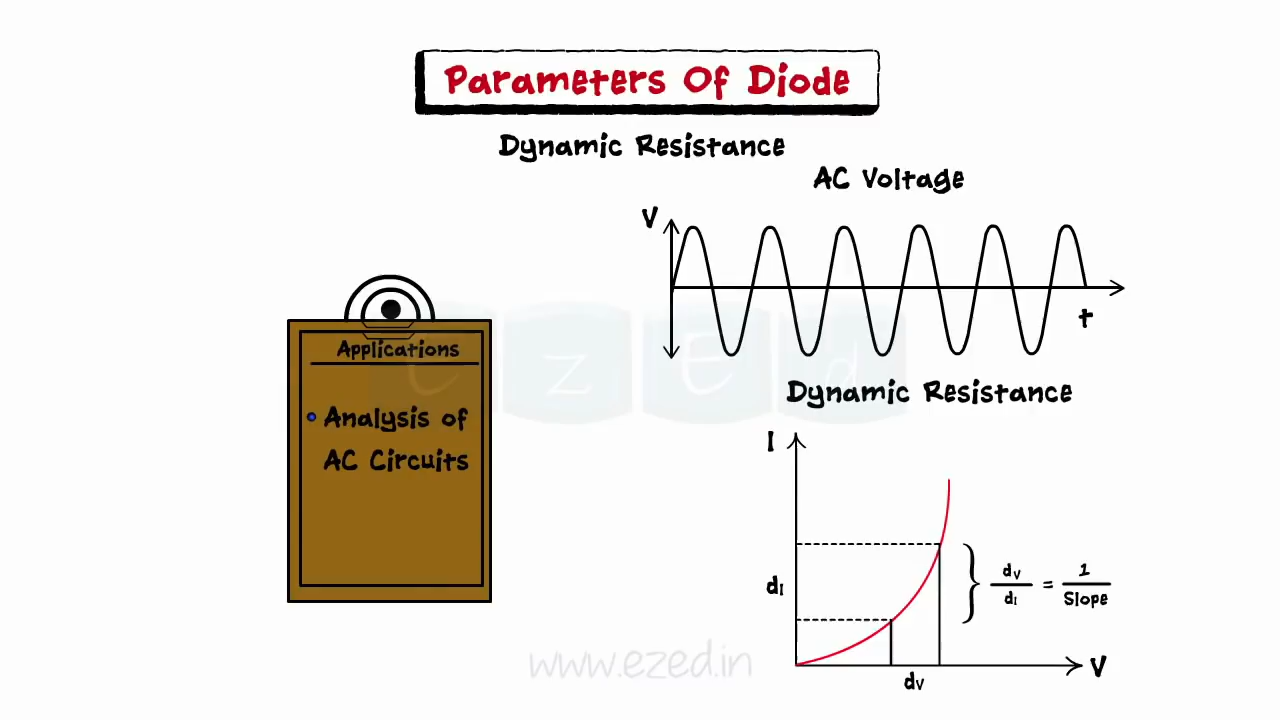 Parameters Of Diode
Dynamic Resistance
AC Voltage
V
t
Applications
• Analysis of
AC Circuits
Dynamic Resistance
I
dI
dV
dI
=
1
Slope
V
dV
ezEd
www.ezed.in